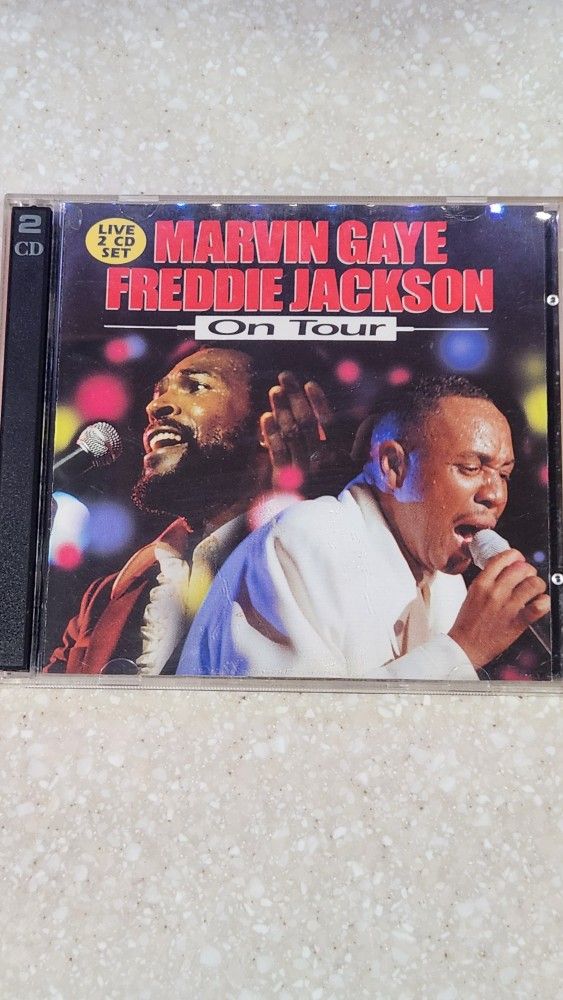 2
CD
LIVE
2 CD
SET
MARVIN GAYE
FREDDIE JACKSON
On Tour